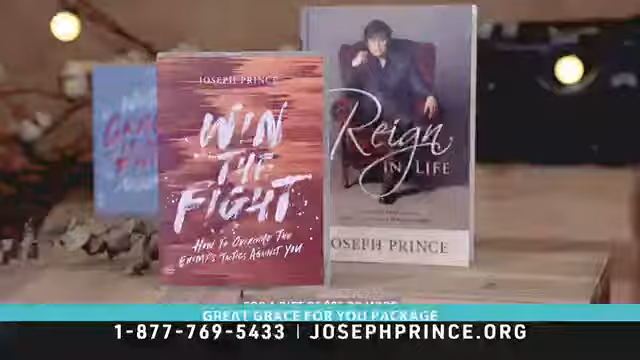 JOSEPH PRINCE
WIN
THE
FIGHT
HOW TO OVERCOME THE
ENEMY'S TACTICS AGAINST YOU
Reign
IN LIFE
JOSEPH PRINCE
GREAT GRACE FOR YOU PACKAGE
1-877-769-5433 | JOSEPHPRINCE.ORG